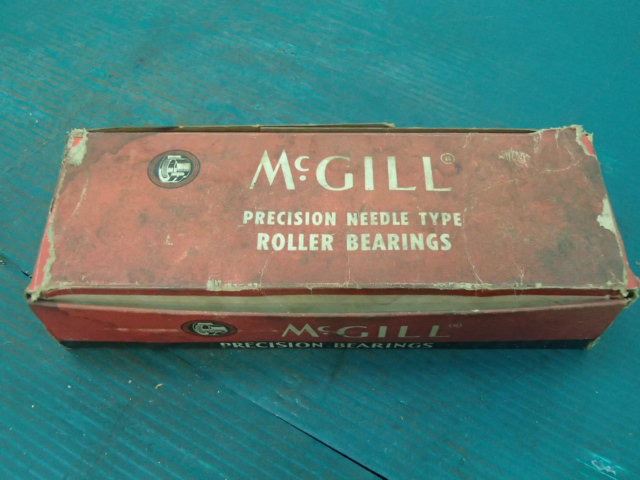 McGILL®
PRECISION NEEDLE TYPE
ROLLER BEARINGS
McGILL
PRECISION BEARINGS